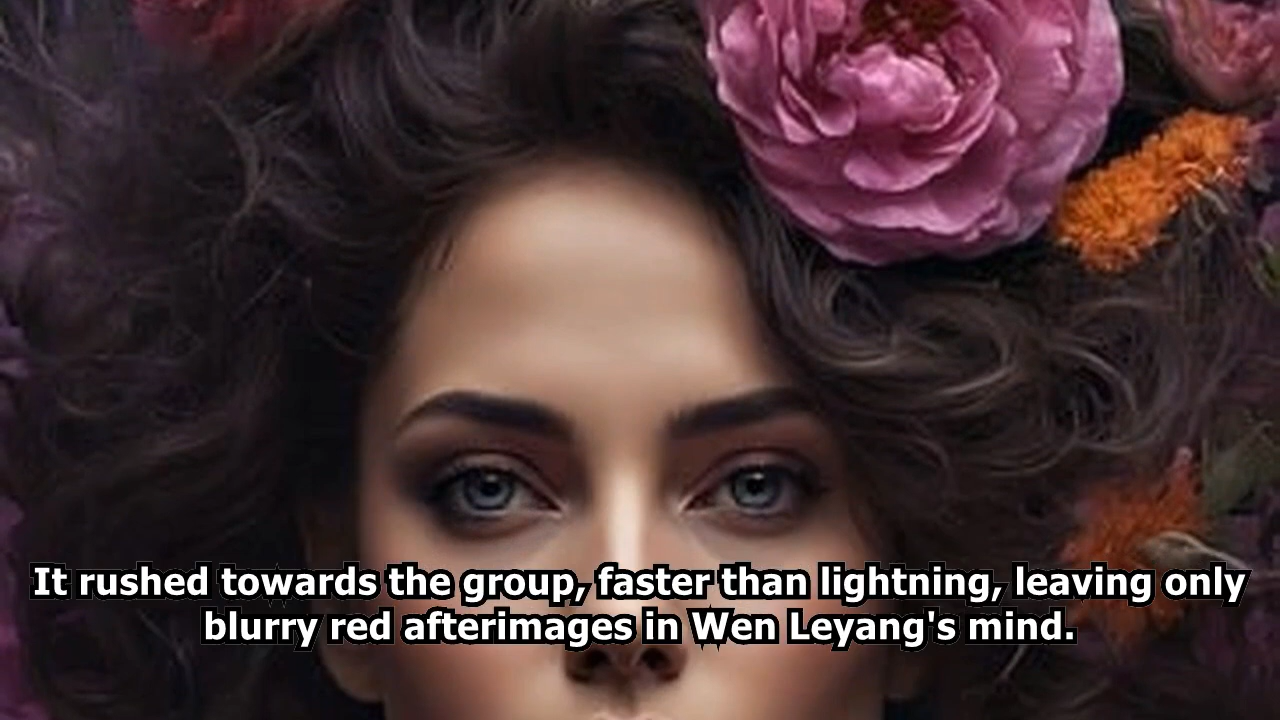 It rushed towards the group, faster than lightning, leaving only
blurry red afterimages in Wen Leyang's mind.